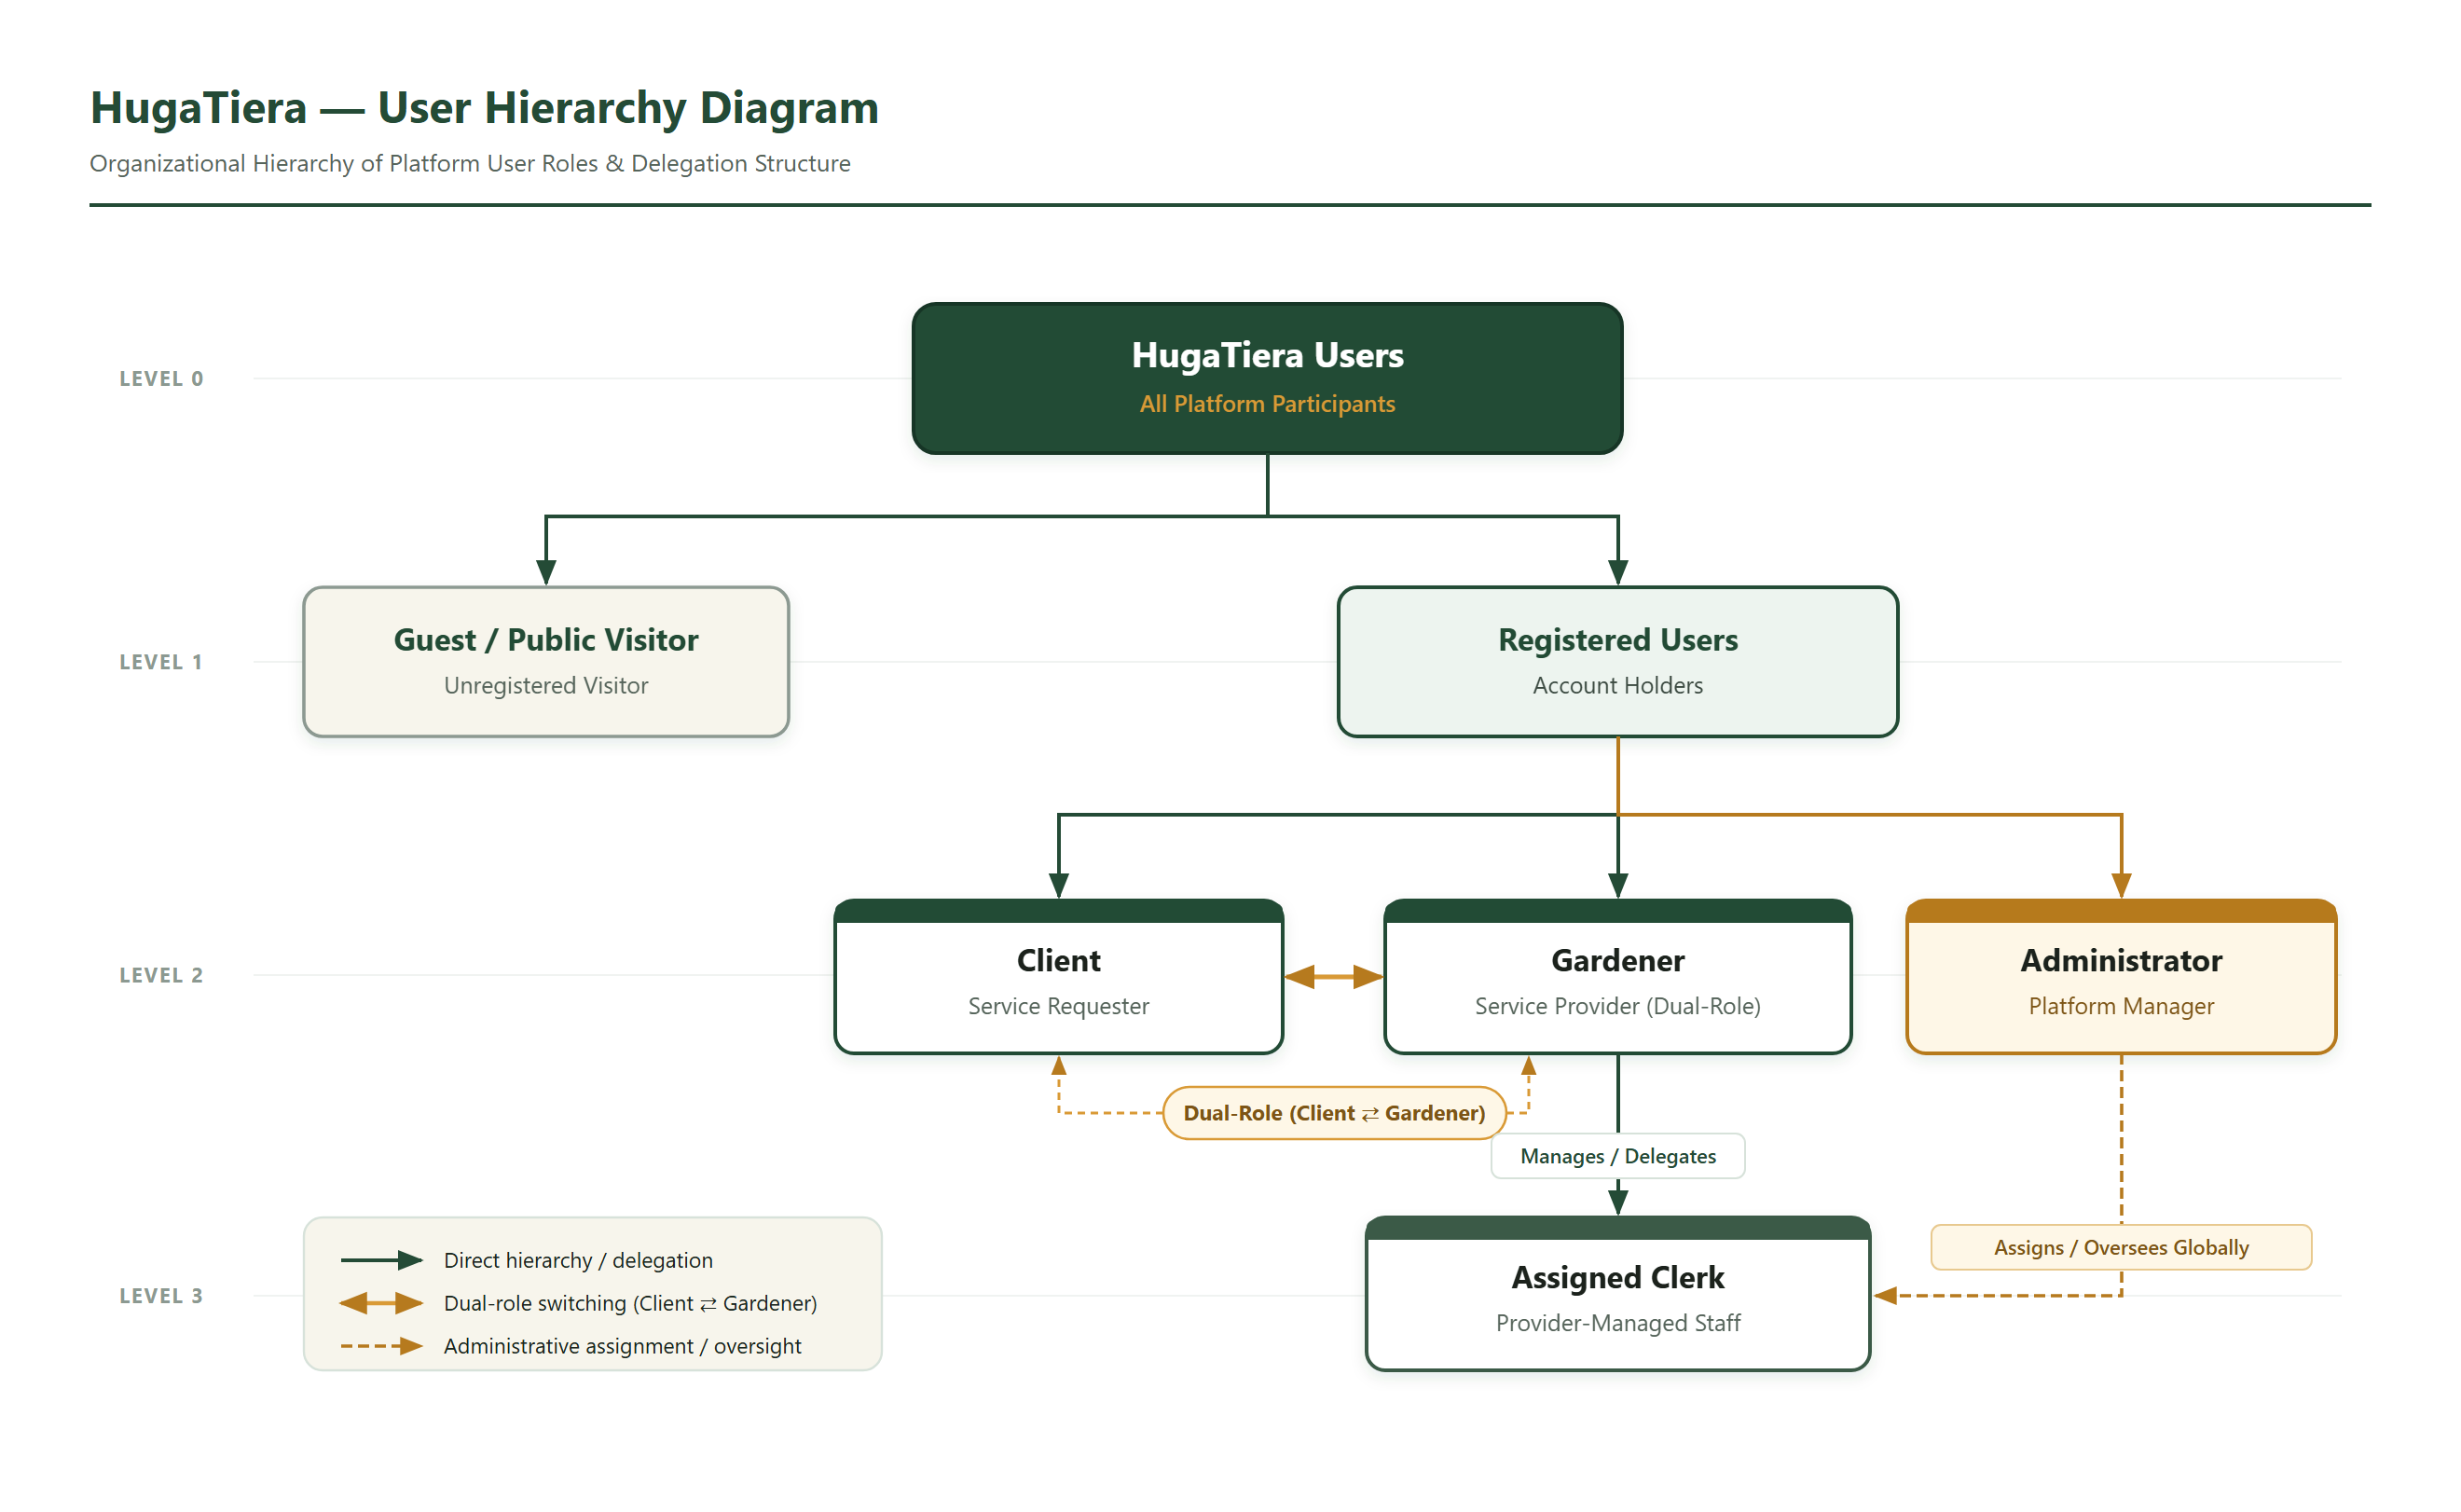 HugaTiera — User Hierarchy Diagram
Organizational Hierarchy of Platform User Roles & Delegation Structure
LEVEL 0
HugaTiera Users
All Platform Participants
LEVEL 1
Guest / Public Visitor
Unregistered Visitor
Registered Users
Account Holders
LEVEL 2
Client
Service Requester
Gardener
Service Provider (Dual-Role)
Administrator
Platform Manager
Dual-Role (Client ⇄ Gardener)
Manages / Delegates
Assigns / Oversees Globally
LEVEL 3
Direct hierarchy / delegation
Dual-role switching (Client ⇄ Gardener)
Administrative assignment / oversight
Assigned Clerk
Provider-Managed Staff